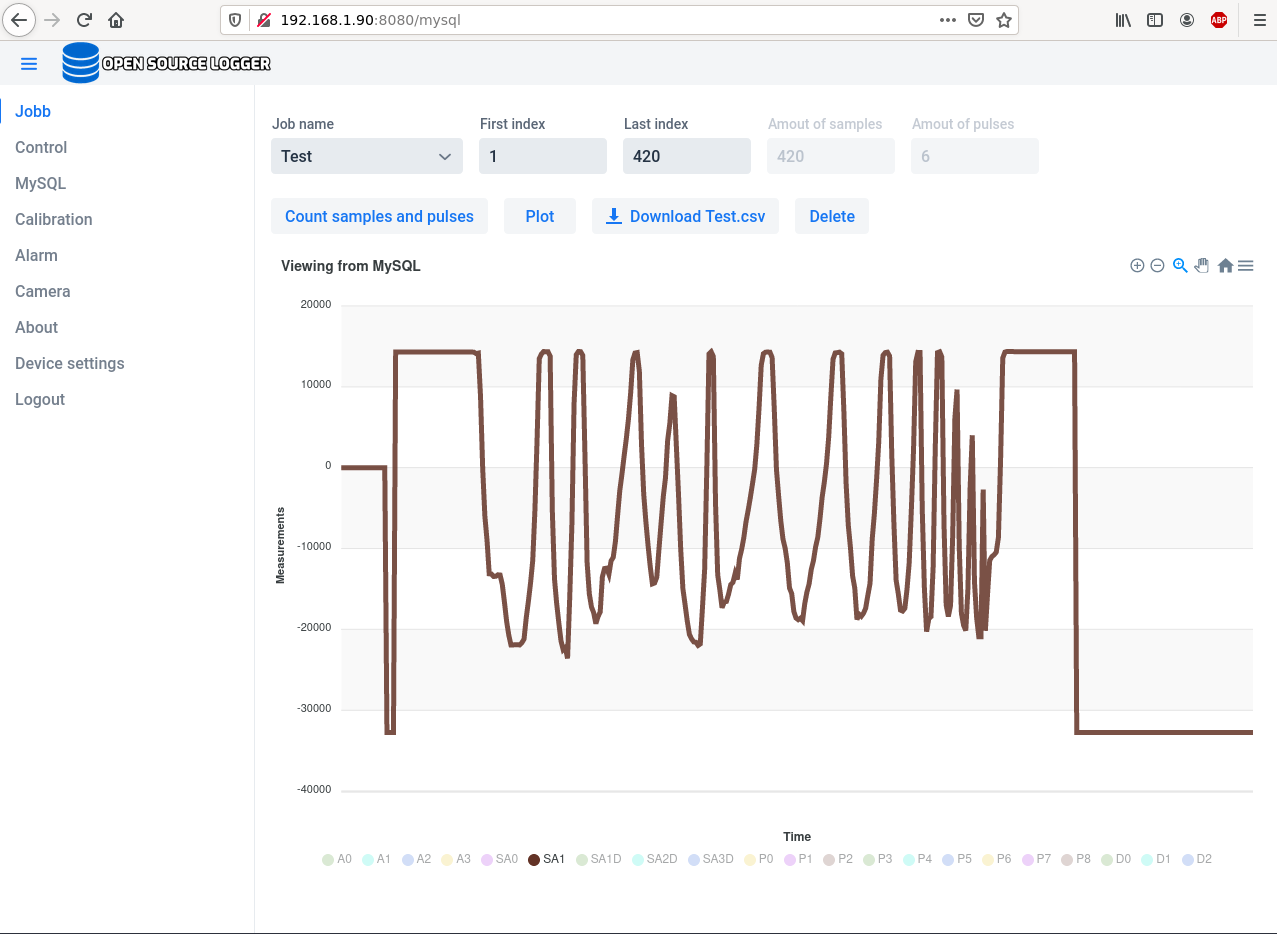 192.168.1.90:8080/mysql
ABP
OPEN SOURCE LOGGER
Jobb
Control
MySQL
Calibration
Alarm
Camera
About
Device settings
Logout
Job name First index Last index Amout of samples Amout of pulses
Test 1 420 420 6
Count samples and pulses Plot Download Test.csv Delete
Viewing from MySQL
20000
10000
0
-10000
-20000
-30000
-40000
Measurements
Time
A0 A1 A2 A3 SA0 SA1 SA1D SA2D SA3D P0 P1 P2 P3 P4 P5 P6 P7 P8 D0 D1 D2